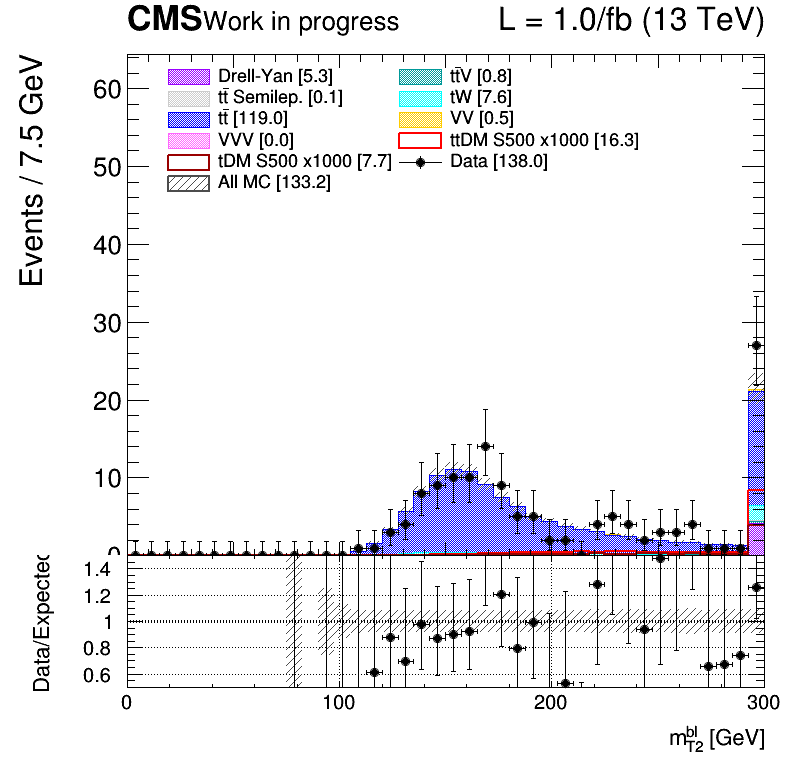 CMS Work in progress L = 1.0/fb (13 TeV)
Events / 7.5 GeV
60
50
40
30
20
10
0
Drell-Yan [5.3] tt̄V [0.8]
tt̄ Semilep. [0.1] tW [7.6]
tt̄ [119.0] VV [0.5]
VVV [0.0] ttDM S500 x1000 [16.3]
tDM S500 x1000 [7.7] Data [138.0]
All MC [133.2]
Data/Expected
1.4
1.2
1
0.8
0.6
0 100 200 300
m_{T2}^{bl} [GeV]